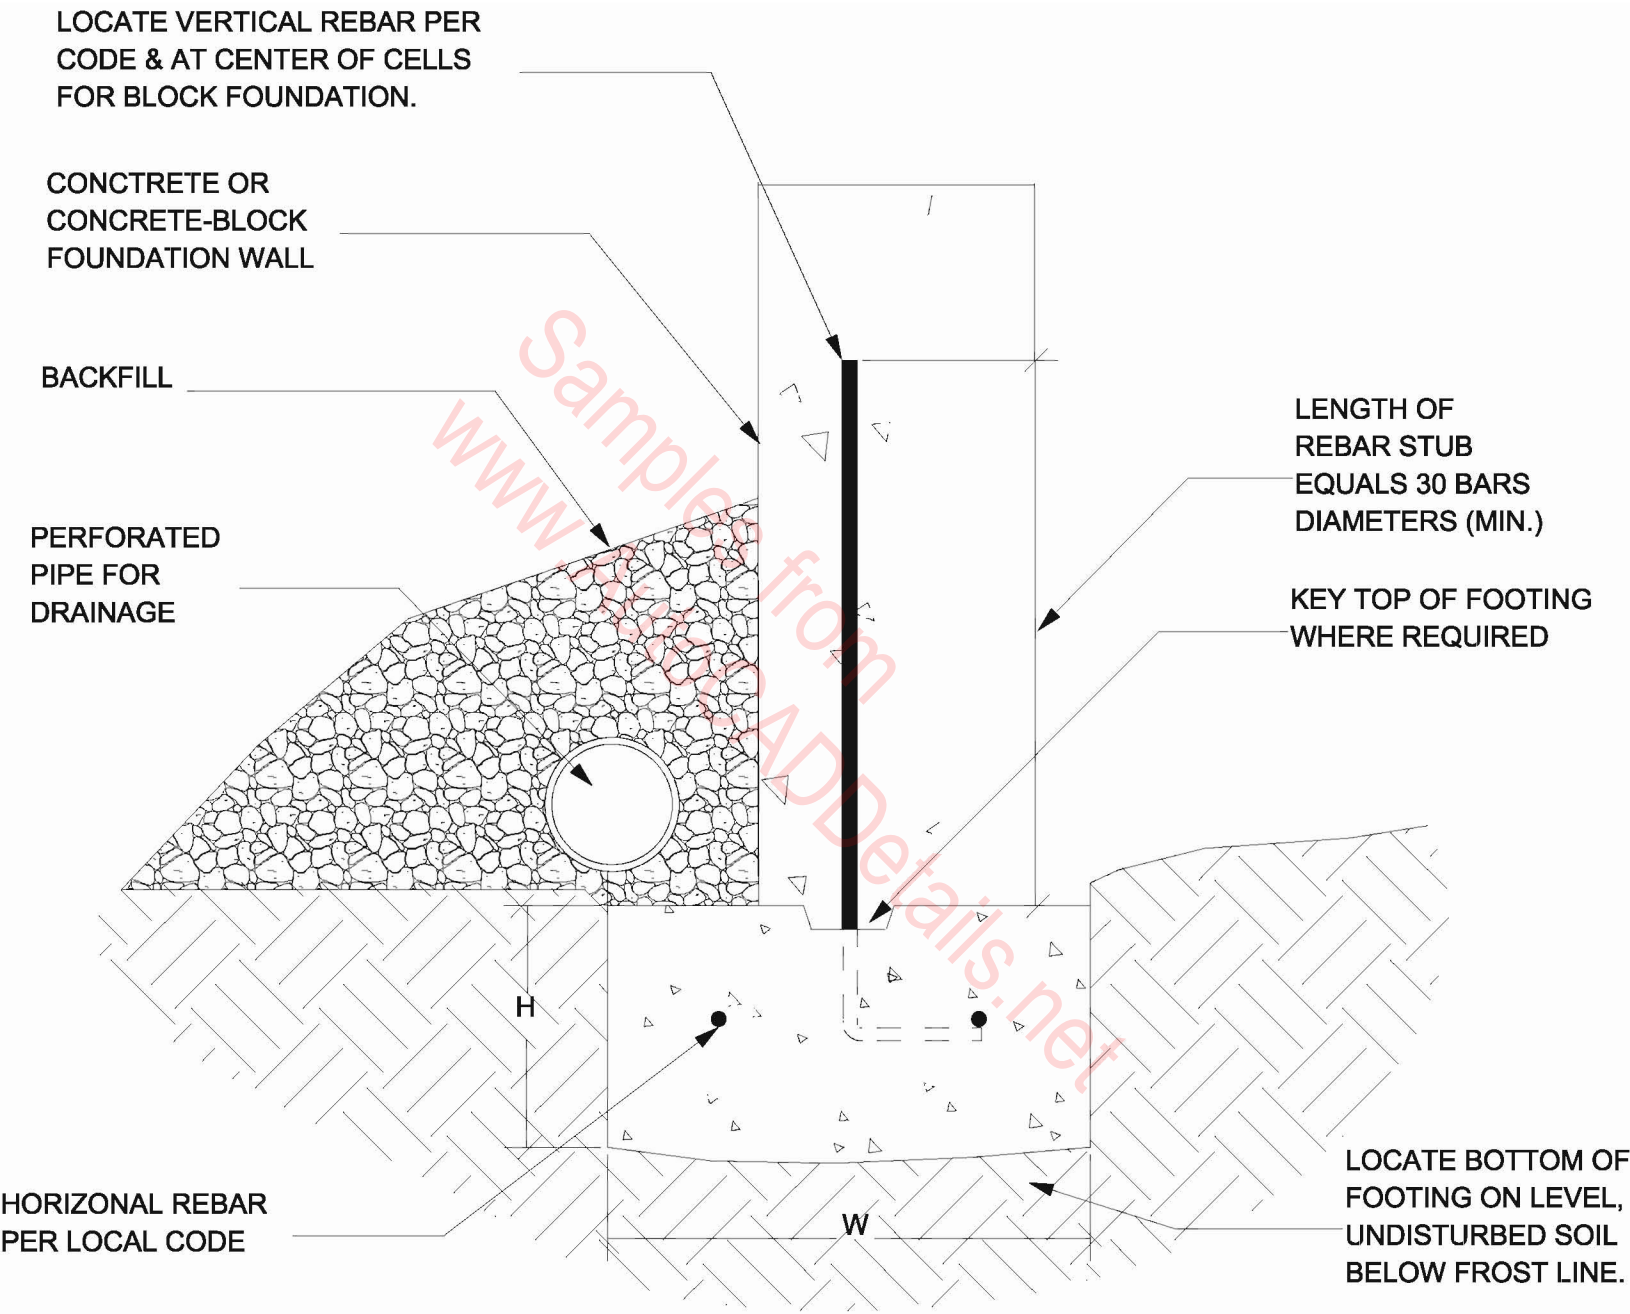 LOCATE VERTICAL REBAR PER
CODE & AT CENTER OF CELLS
FOR BLOCK FOUNDATION.
CONCTRETE OR
CONCRETE-BLOCK
FOUNDATION WALL
BACKFILL
PERFORATED
PIPE FOR
DRAINAGE
LENGTH OF
REBAR STUB
EQUALS 30 BARS
DIAMETERS (MIN.)
KEY TOP OF FOOTING
WHERE REQUIRED
Samples from
www.AutoCADDetails.net
H
W
HORIZONAL REBAR
PER LOCAL CODE
LOCATE BOTTOM OF
FOOTING ON LEVEL,
UNDISTURBED SOIL
BELOW FROST LINE.